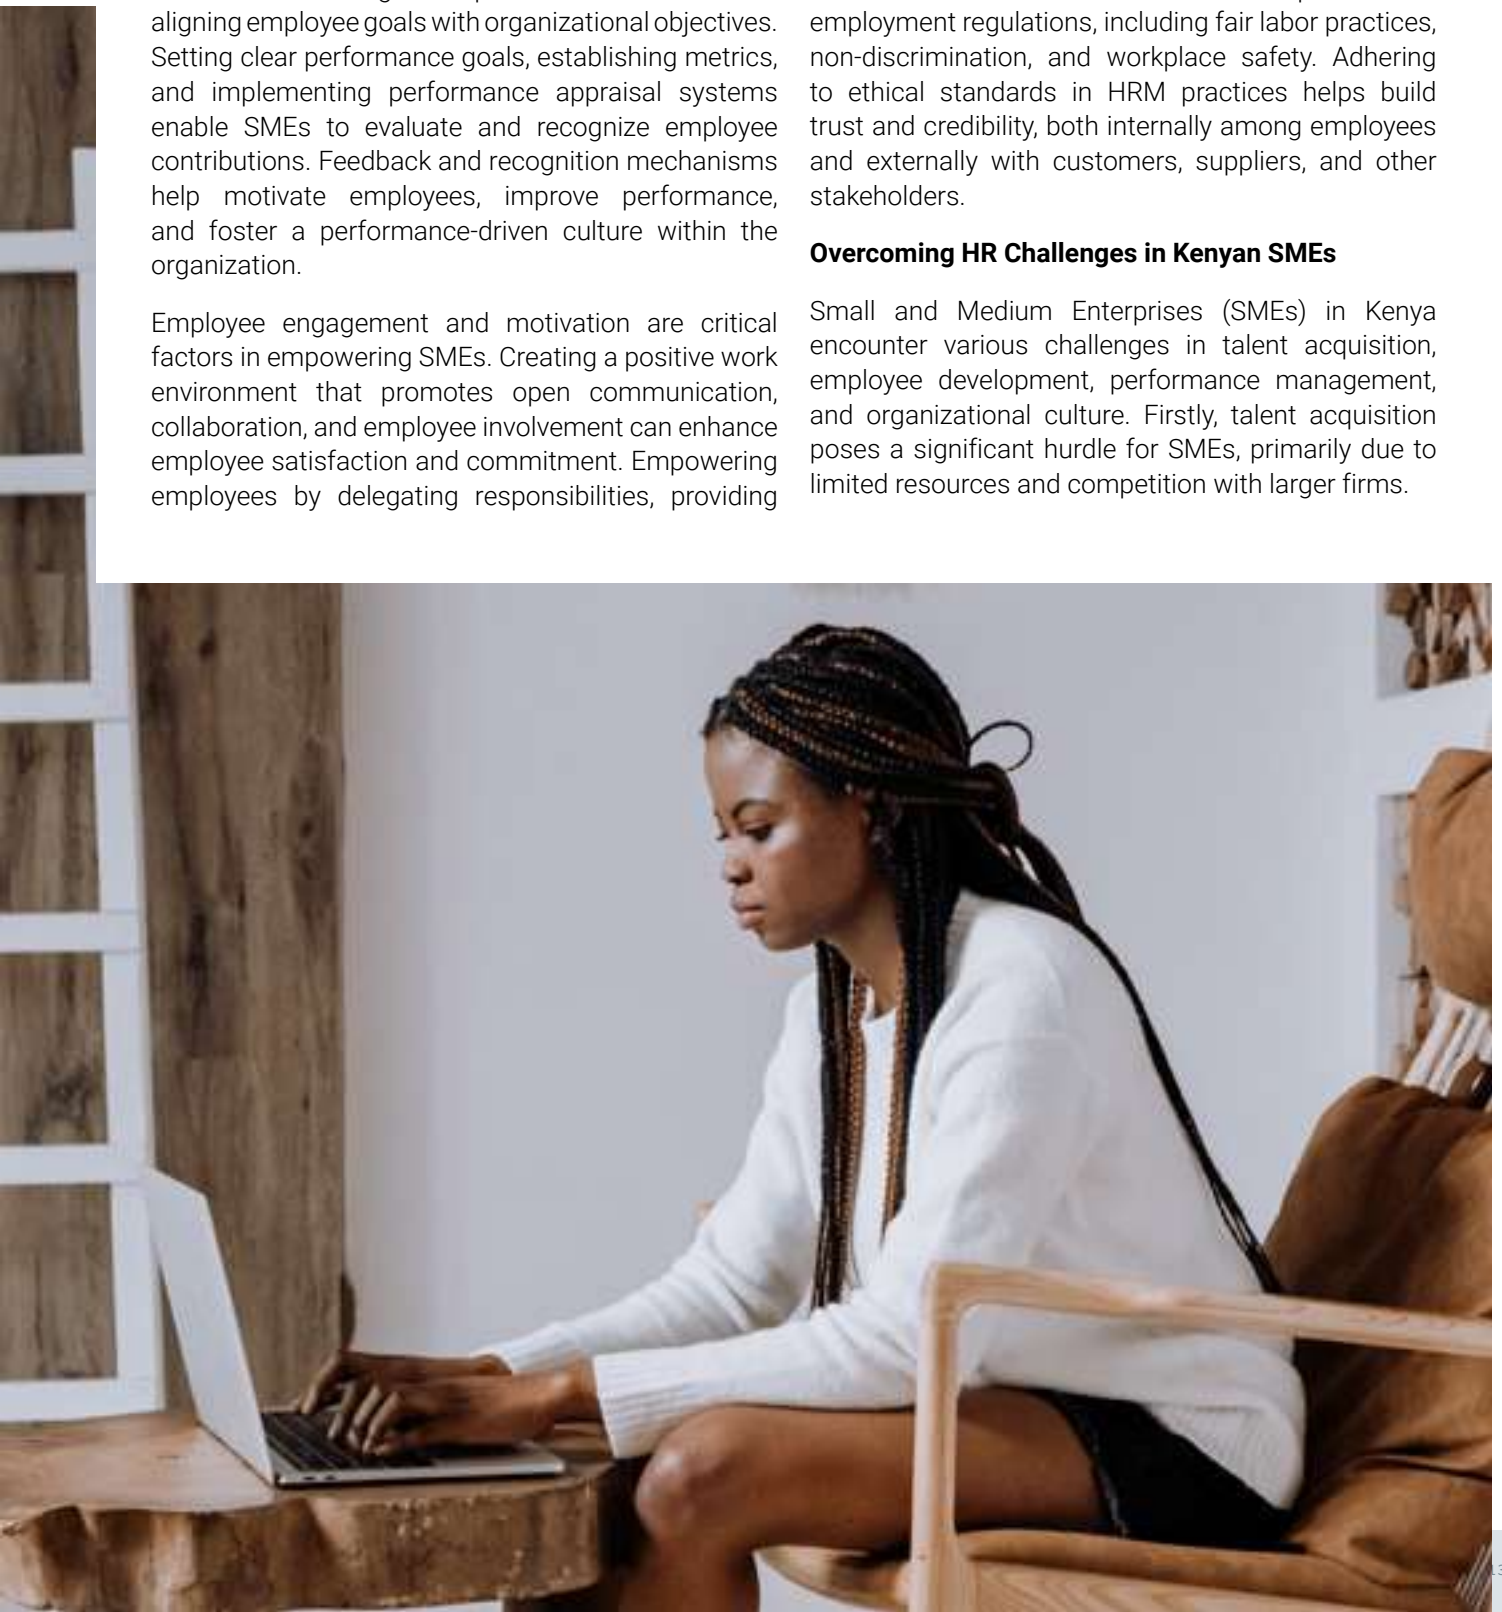 aligning employee goals with organizational objectives.
Setting clear performance goals, establishing metrics,
and implementing performance appraisal systems
enable SMEs to evaluate and recognize employee
contributions. Feedback and recognition mechanisms
help motivate employees, improve performance,
and foster a performance-driven culture within the
organization.
Employee engagement and motivation are critical
factors in empowering SMEs. Creating a positive work
environment that promotes open communication,
collaboration, and employee involvement can enhance
employee satisfaction and commitment. Empowering
employees by delegating responsibilities, providing
employment regulations, including fair labor practices,
non-discrimination, and workplace safety. Adhering
to ethical standards in HRM practices helps build
trust and credibility, both internally among employees
and externally with customers, suppliers, and other
stakeholders.
Overcoming HR Challenges in Kenyan SMEs
Small and Medium Enterprises (SMEs) in Kenya
encounter various challenges in talent acquisition,
employee development, performance management,
and organizational culture. Firstly, talent acquisition
poses a significant hurdle for SMEs, primarily due to
limited resources and competition with larger firms.